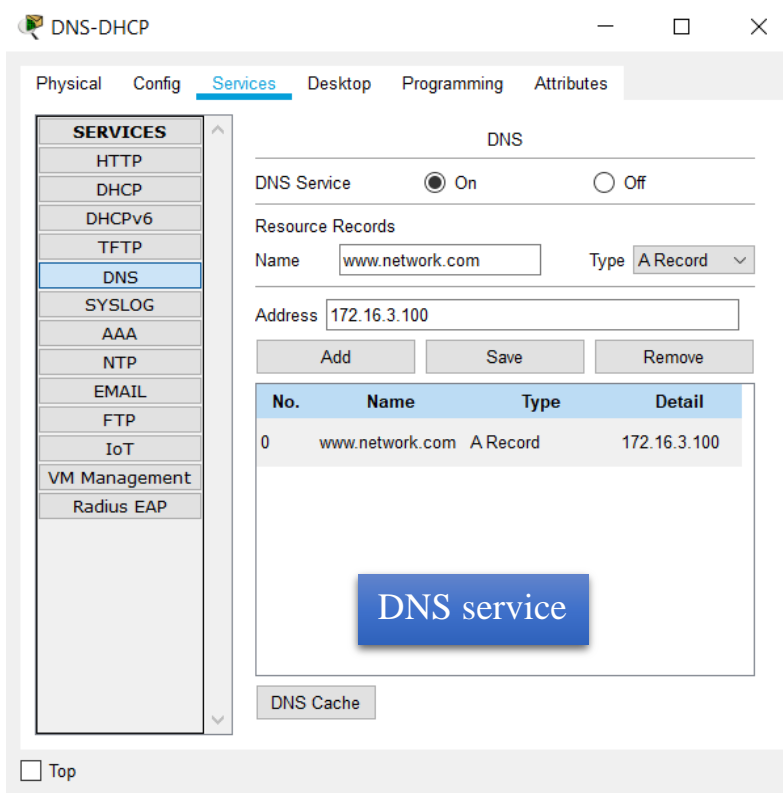 DNS-DHCP
Physical Config Services Desktop Programming Attributes
SERVICES
HTTP
DHCP
DHCPv6
TFTP
DNS
SYSLOG
AAA
NTP
EMAIL
FTP
IoT
VM Management
Radius EAP
DNS
DNS Service On Off
Resource Records
Name www.network.com Type A Record
Address 172.16.3.100
Add Save Remove
No. Name Type Detail
0 www.network.com A Record 172.16.3.100
DNS service
DNS Cache
Top